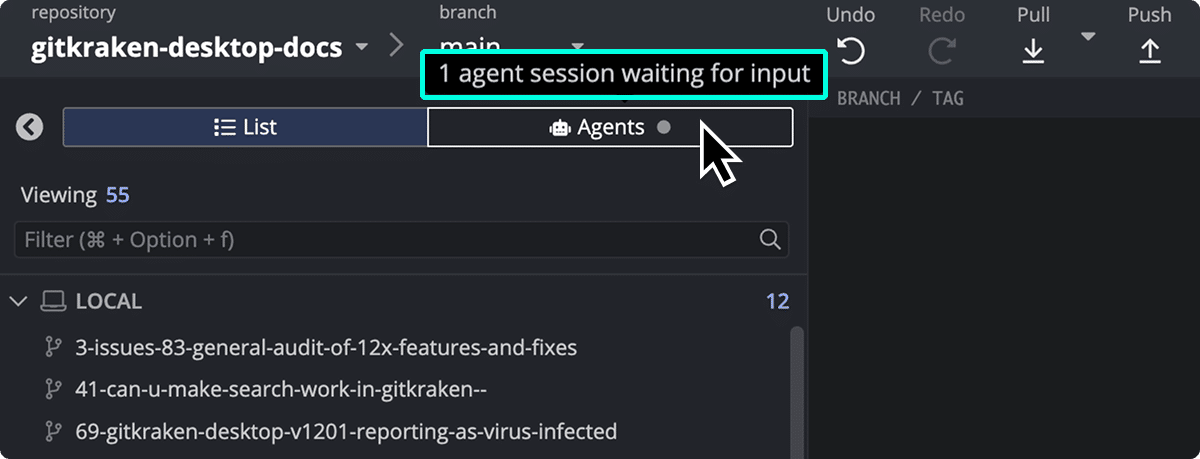 repository
gitkraken-desktop-docs
branch
main
1 agent session waiting for input
Undo
Redo
Pull
Push
BRANCH / TAG
List
Agents
Viewing 55
Filter (⌘ + Option + f)
LOCAL 12
3-issues-83-general-audit-of-12x-features-and-fixes
41-can-u-make-search-work-in-gitkraken--
69-gitkraken-desktop-v1201-reporting-as-virus-infected